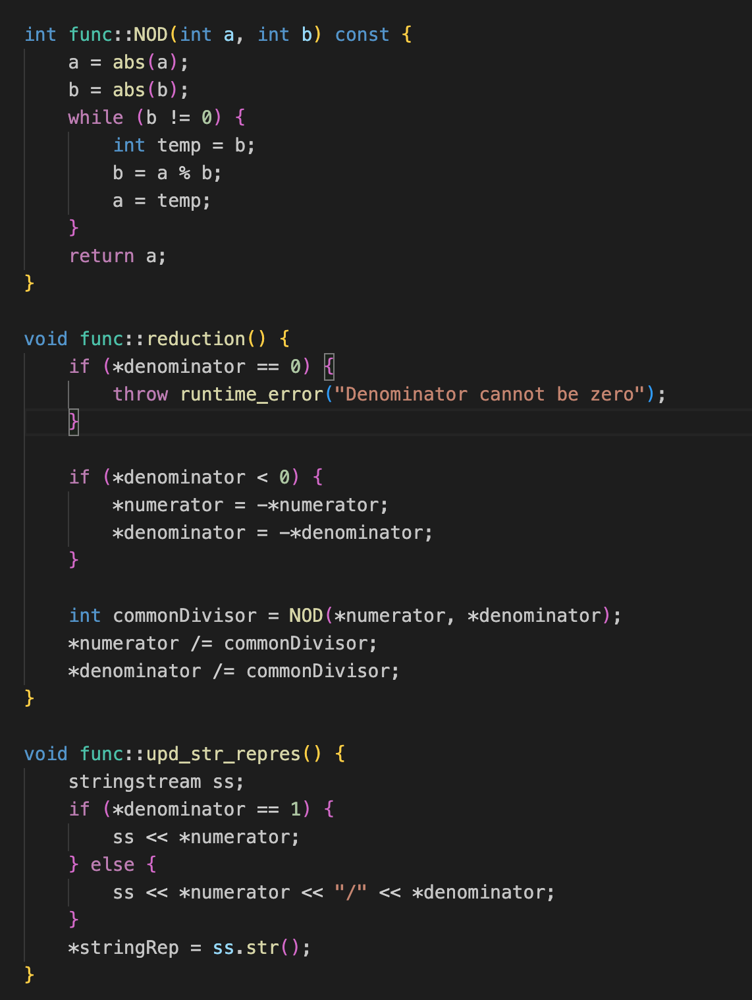 int func::NOD(int a, int b) const {
    a = abs(a);
    b = abs(b);
    while (b != 0) {
        int temp = b;
        b = a % b;
        a = temp;
    }
    return a;
}

void func::reduction() {
    if (*denominator == 0) {
        throw runtime_error("Denominator cannot be zero");
    }

    if (*denominator < 0) {
        *numerator = -*numerator;
        *denominator = -*denominator;
    }

    int commonDivisor = NOD(*numerator, *denominator);
    *numerator /= commonDivisor;
    *denominator /= commonDivisor;
}

void func::upd_str_repres() {
    stringstream ss;
    if (*denominator == 1) {
        ss << *numerator;
    } else {
        ss << *numerator << "/" << *denominator;
    }
    *stringRep = ss.str();
}